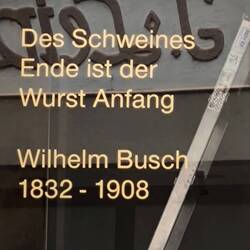 Des Schweines
Ende ist der
Wurst Anfang
Wilhelm Busch
1832 - 1908